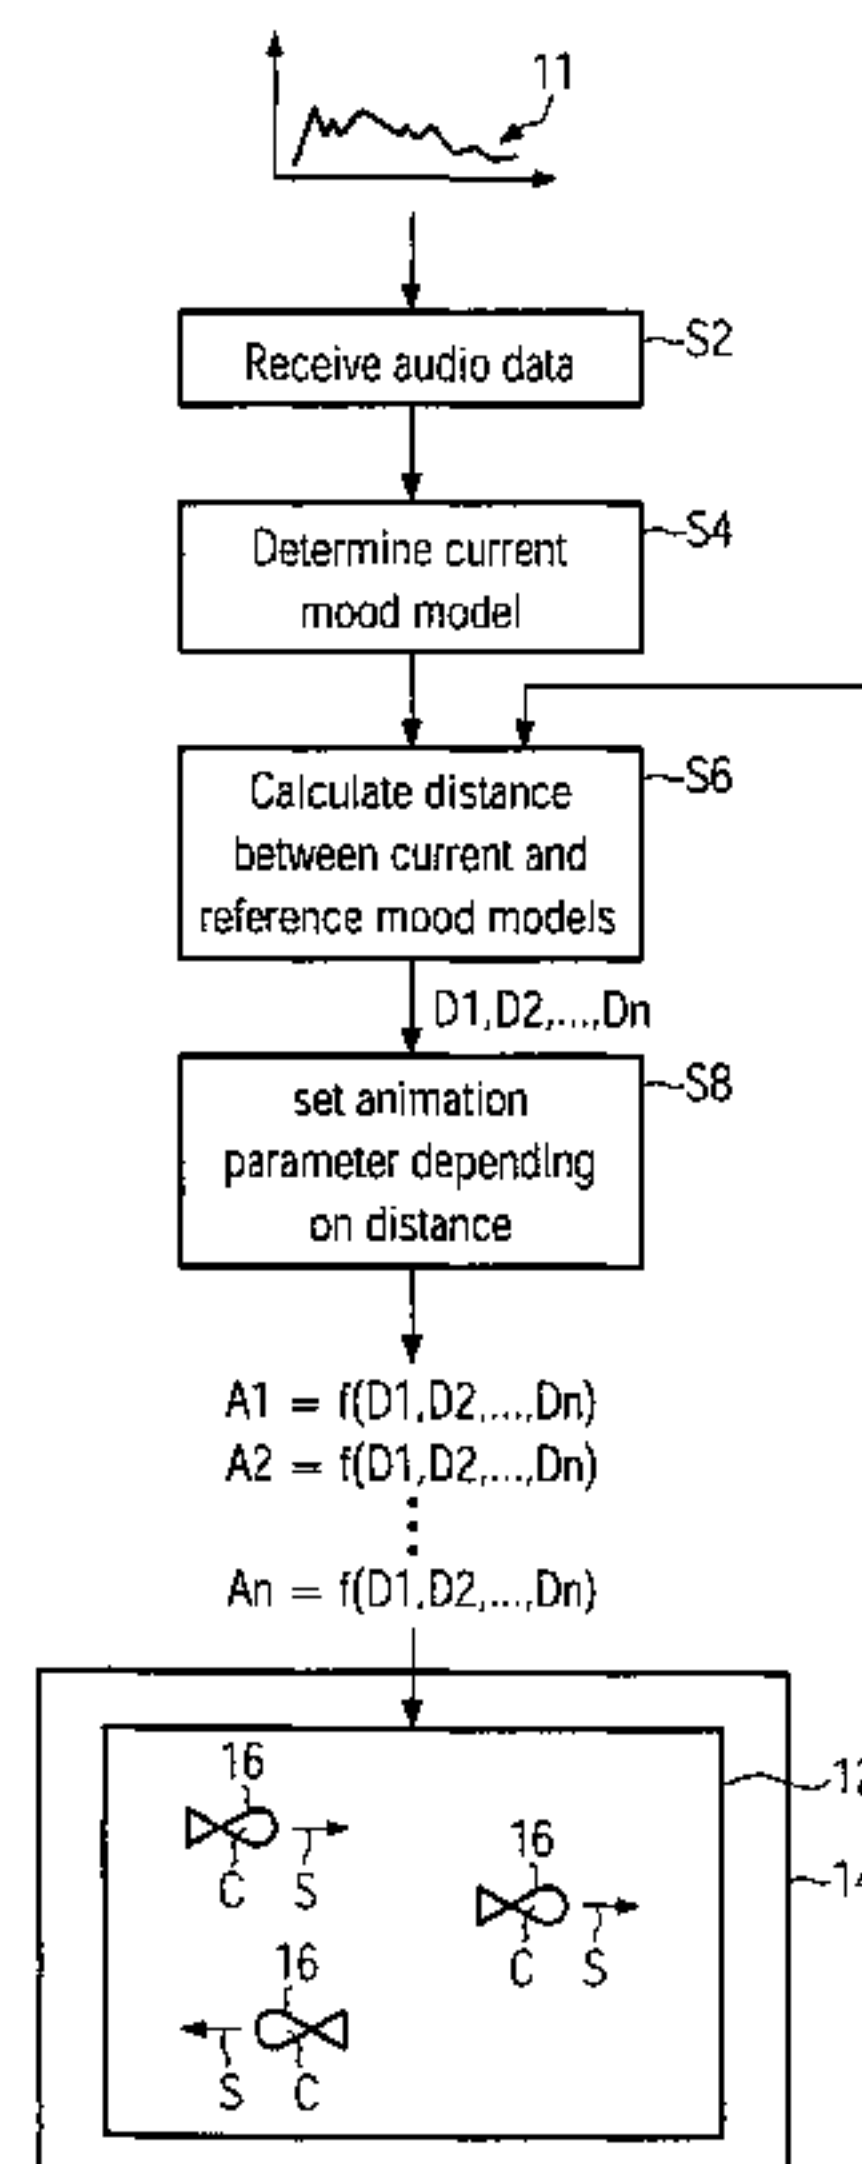 11
Receive audio data
S2
Determine current
mood model
S4
Calculate distance
between current and
reference mood models
S6
D1,D2,...,Dn
set animation
parameter depending
on distance
S8
A1 = f(D1,D2,...,Dn)
A2 = f(D1,D2,...,Dn)
An = f(D1,D2,...,Dn)
16
C
S
16
C
S
16
S
C